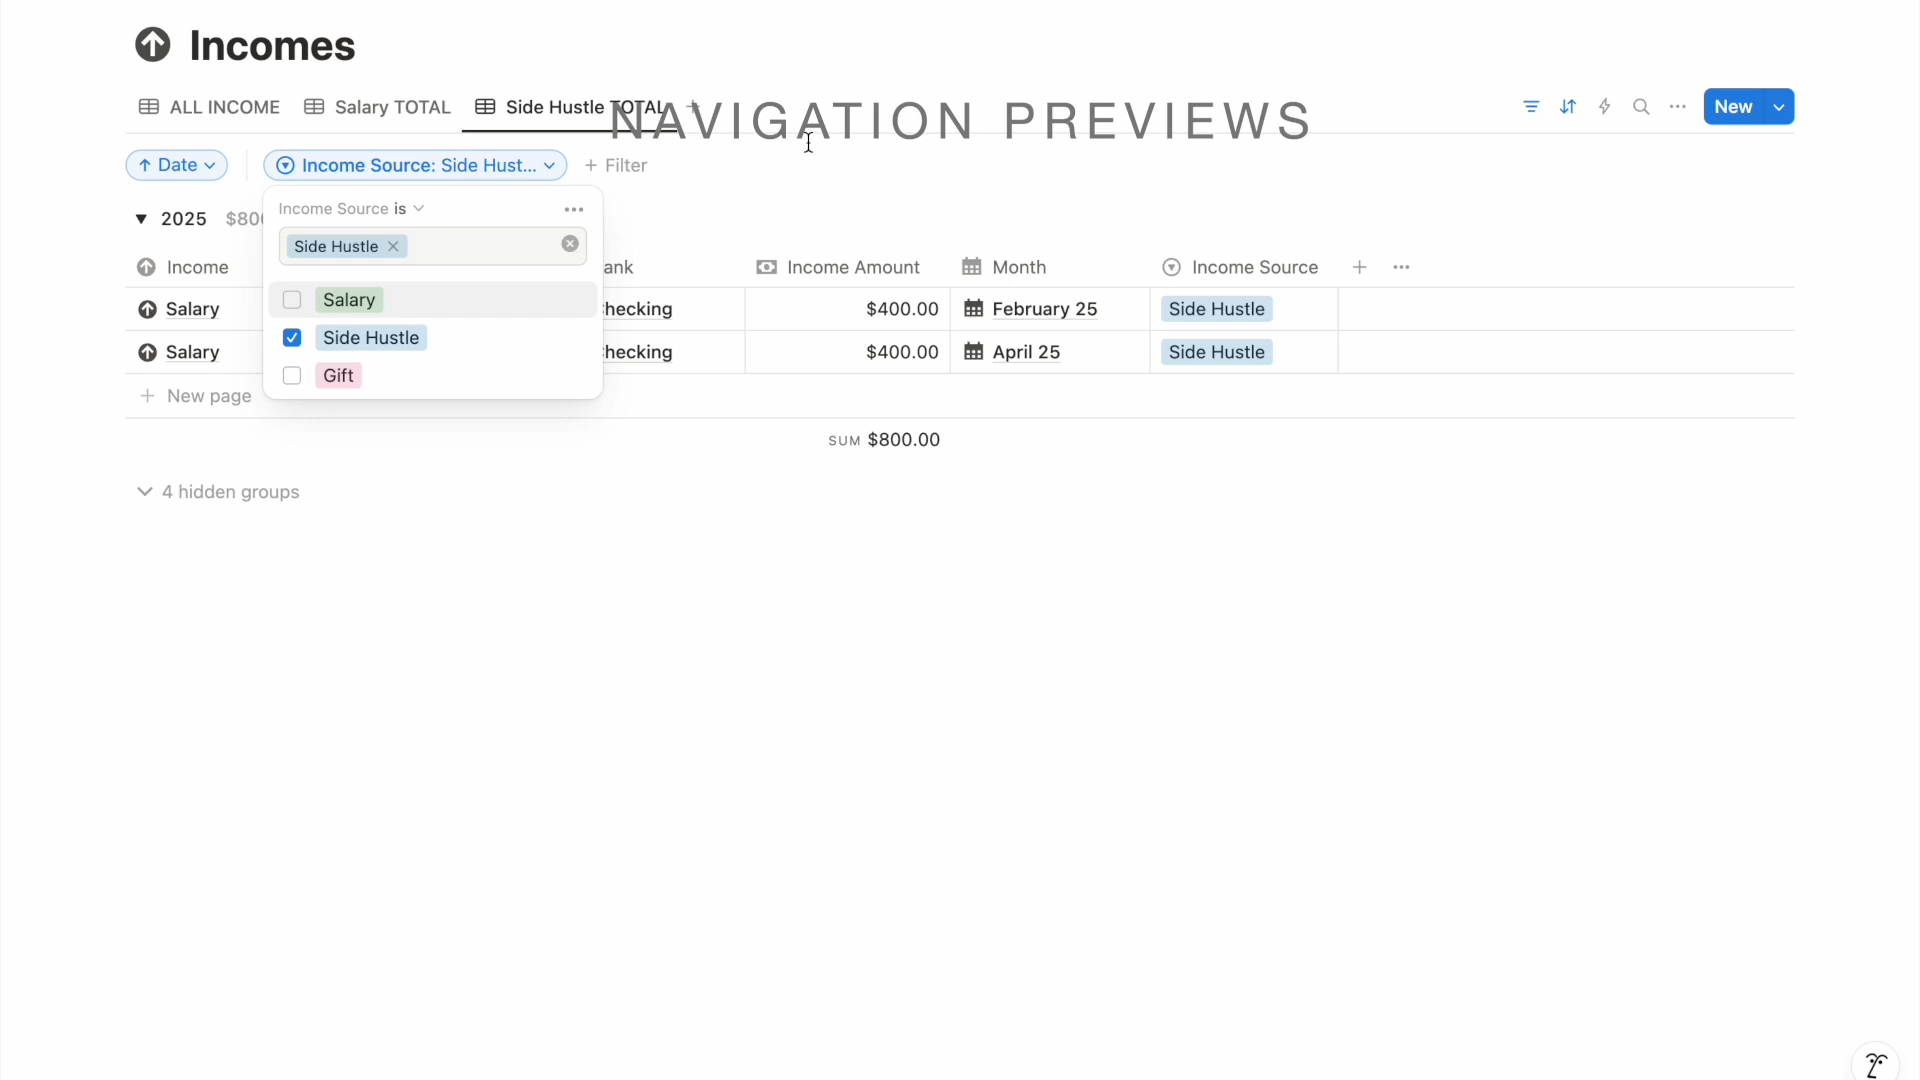 Incomes
ALL INCOME Salary TOTAL Side Hustle TOTAL +
NAVIGATION PREVIEWS
New
Date Income Source: Side Hust... + Filter
Income Source is
2025 $800
Side Hustle
Income ank Income Amount Month Income Source
Salary
Salary hecking $400.00 February 25 Side Hustle
Side Hustle
Salary hecking $400.00 April 25 Side Hustle
Gift
+ New page
SUM $800.00
4 hidden groups